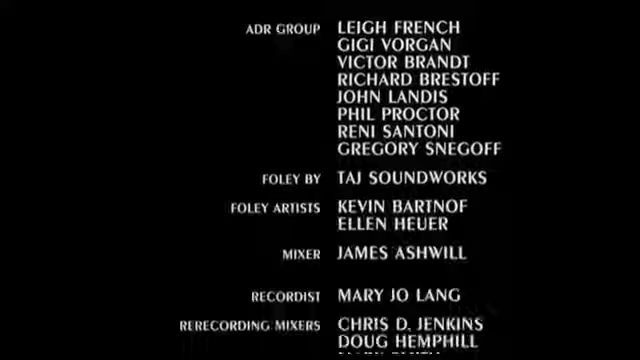 ADR GROUP LEIGH FRENCH
GIGI VORGAN
VICTOR BRANDT
RICHARD BRESTOFF
JOHN LANDIS
PHIL PROCTOR
RENI SANTONI
GREGORY SNEGOFF
FOLEY BY TAJ SOUNDWORKS
FOLEY ARTISTS KEVIN BARTNOF
ELLEN HEUER
MIXER JAMES ASHWILL
RECORDIST MARY JO LANG
RERECORDING MIXERS CHRIS D. JENKINS
DOUG HEMPHILL